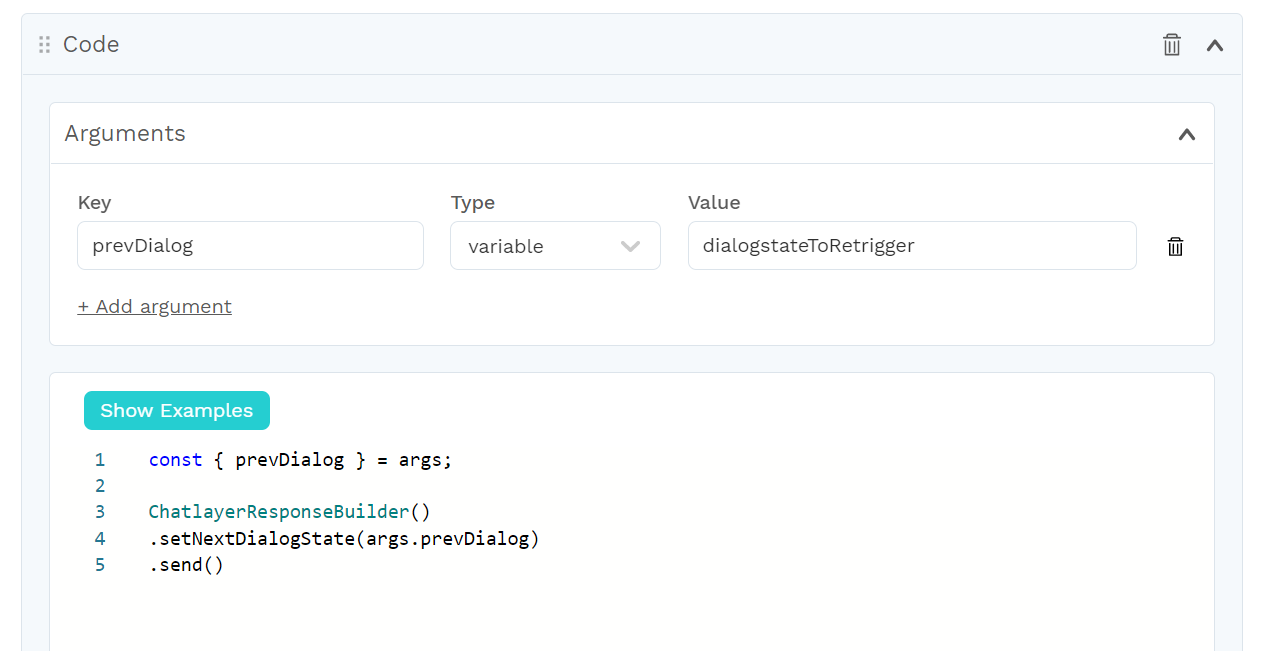 Code
Arguments
Key Type Value
prevDialog variable dialogstateToRetrigger
+ Add argument
Show Examples
1 const { prevDialog } = args;
2
3 ChatlayerResponseBuilder()
4 .setNextDialogState(args.prevDialog)
5 .send()